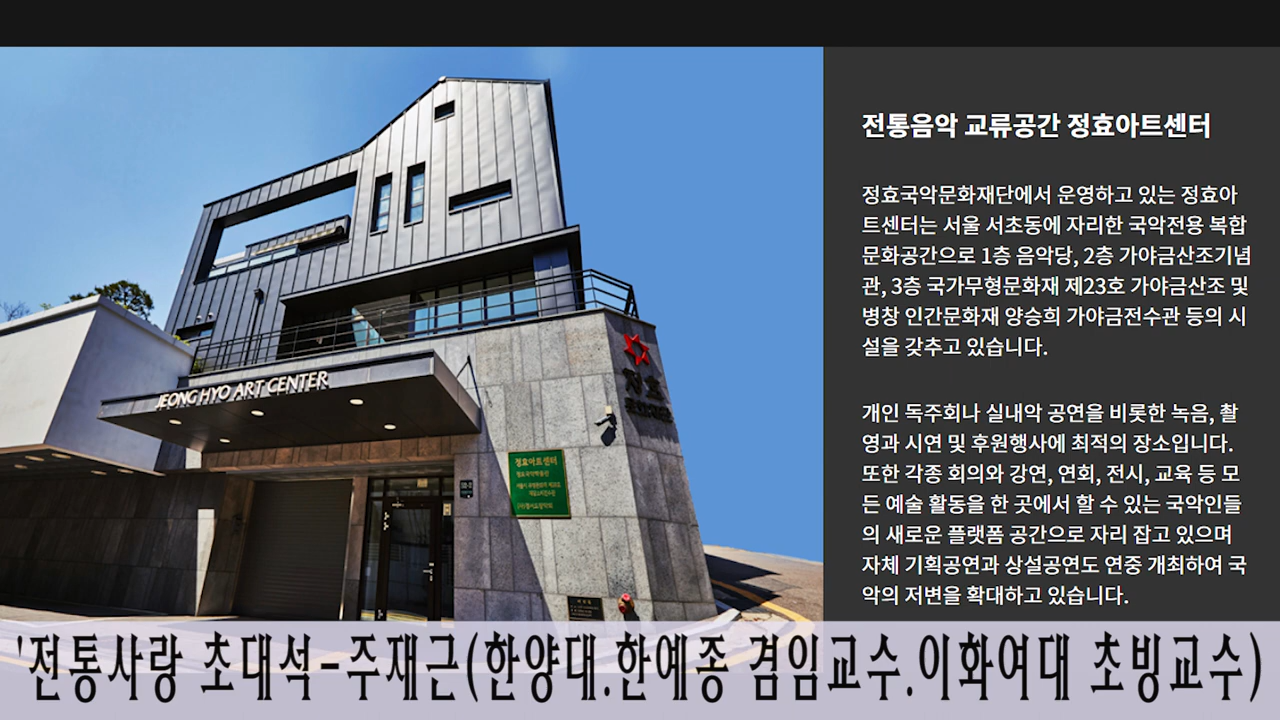 전통음악 교류공간 정효아트센터
정효국악문화재단에서 운영하고 있는 정효아
트센터는 서울 서초동에 자리한 국악전용 복합
문화공간으로 1층 음악당, 2층 가야금산조기념
관, 3층 국가무형문화재 제23호 가야금산조 및
병창 인간문화재 양승희 가야금전수관 등의 시
설을 갖추고 있습니다.
개인 독주회나 실내악 공연을 비롯한 녹음, 촬
영과 시연 및 후원행사에 최적의 장소입니다.
또한 각종 회의와 강연, 연회, 전시, 교육 등 모
든 예술 활동을 한 곳에서 할 수 있는 국악인들
의 새로운 플랫폼 공간으로 자리 잡고 있으며
자체 기획공연과 상설공연도 연중 개최하여 국
악의 저변을 확대하고 있습니다.
JEONG HYO ART CENTER
정효
정효아트센터
'전통사랑 초대석-주재근(한양대.한예종 겸임교수.이화여대 초빙교수)